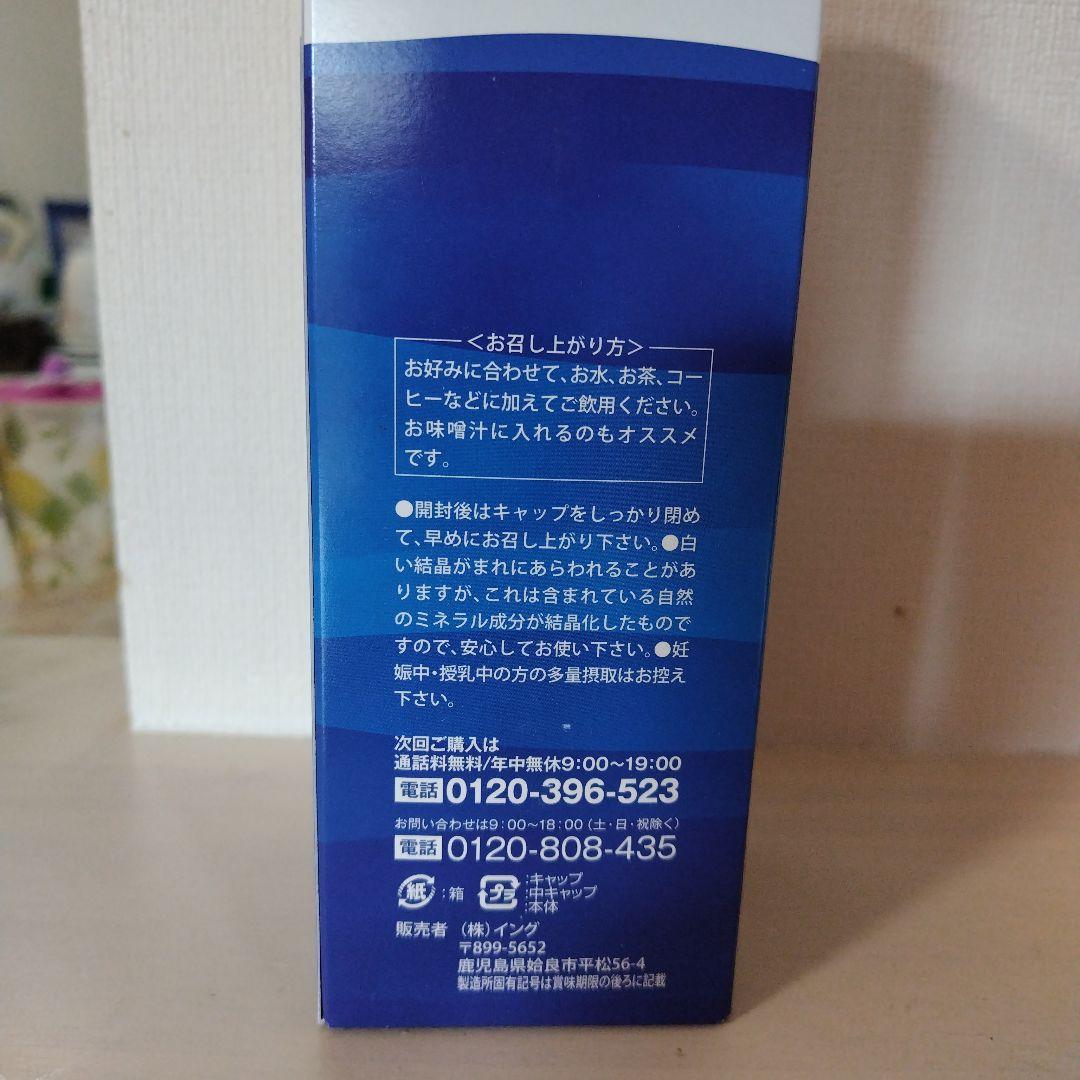 <お召し上がり方>
お好みに合わせて、お水、お茶、コー
ヒーなどに加えてご飲用ください。
お味噌汁に入れるのもオススメ
です。
●開封後はキャップをしっかり閉め
て、早めにお召し上がり下さい。●白
い結晶がまれにあらわれることがあ
りますが、これは含まれている自然
のミネラル成分が結晶化したもので
すので、安心してお使い下さい。●妊
娠中・授乳中の方の多量摂取はお控え
下さい。
次回ご購入は
通話料無料/年中無休9:00〜19:00
電話 0120-396-523
お問い合わせは9:00〜18:00(土・日・祝除く)
電話 0120-808-435
紙:箱 プラ:キャップ
:中キャップ
:本体
販売者 (株)イング
〒899-5652
鹿児島県姶良市平松56-4
製造所固有記号は賞味期限の後ろに記載